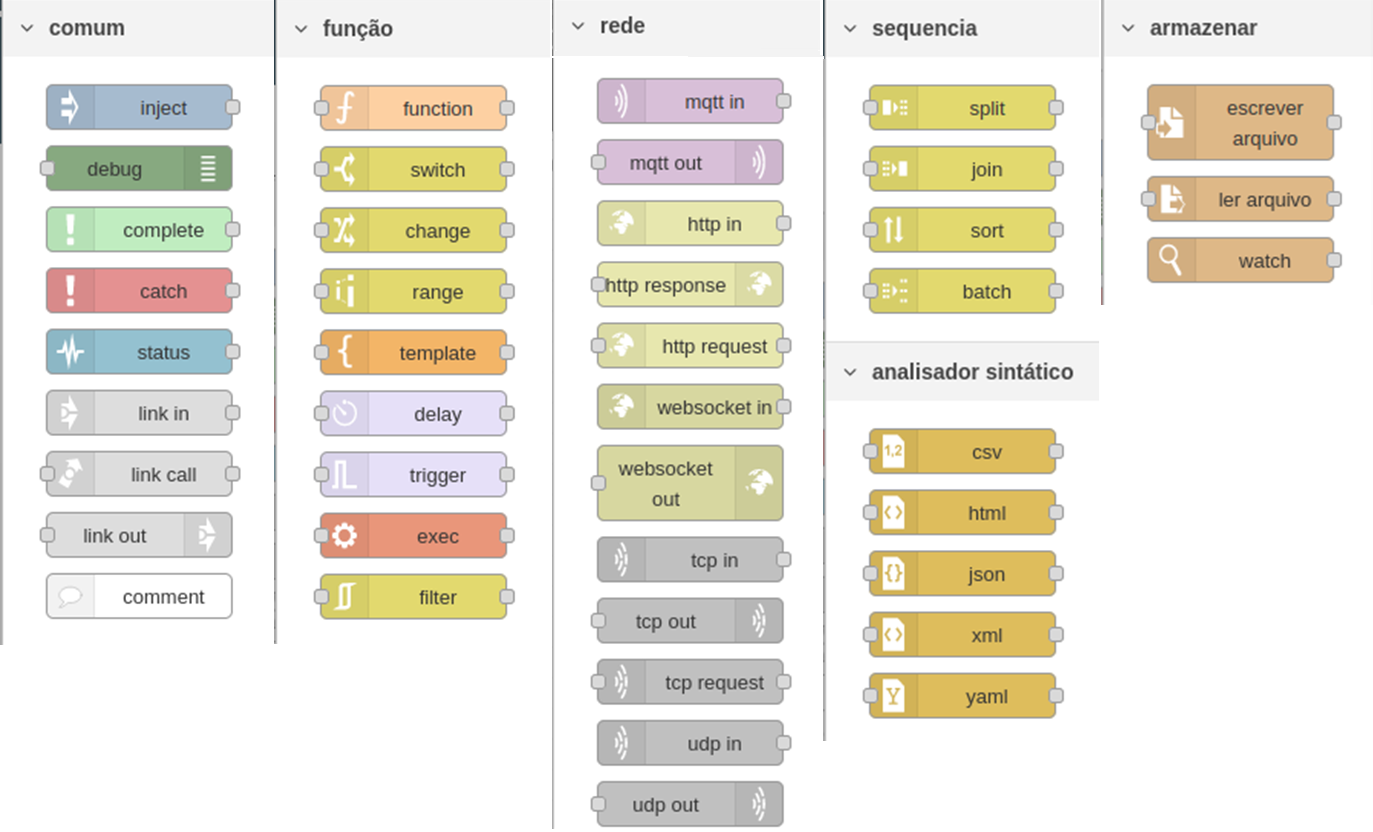 comum
inject
debug
complete
catch
status
link in
link call
link out
comment
função
function
switch
change
range
template
delay
trigger
exec
filter
rede
mqtt in
mqtt out
http in
http response
http request
websocket in
websocket
out
tcp in
tcp out
tcp request
udp in
udp out
sequencia
split
join
sort
batch
analisador sintático
1,2
csv
html
json
xml
Y
yaml
armazenar
escrever
arquivo
ler arquivo
watch